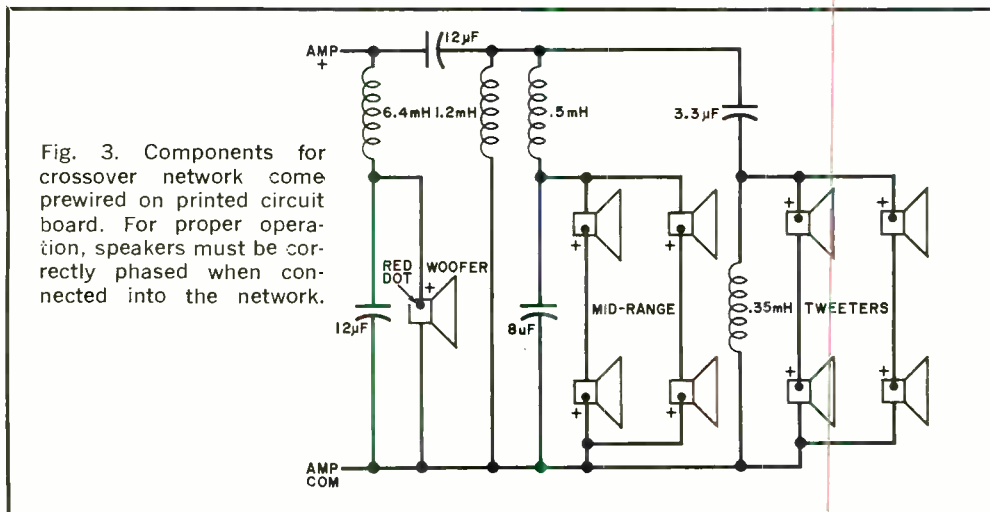 Fig. 3. Components for
crossover network come
prewired on printed circuit
board. For proper opera-
tion, speakers must be cor-
rectly phased when con-
nected into the network.
AMP
+
12µF
6.4mH
1.2mH
.5mH
3.3µF
RED
DOT
WOOFER
+
12µF
8uF
+
+
MID-RANGE
+
+
.35mH
TWEETERS
+
+
+
+
AMP
COM